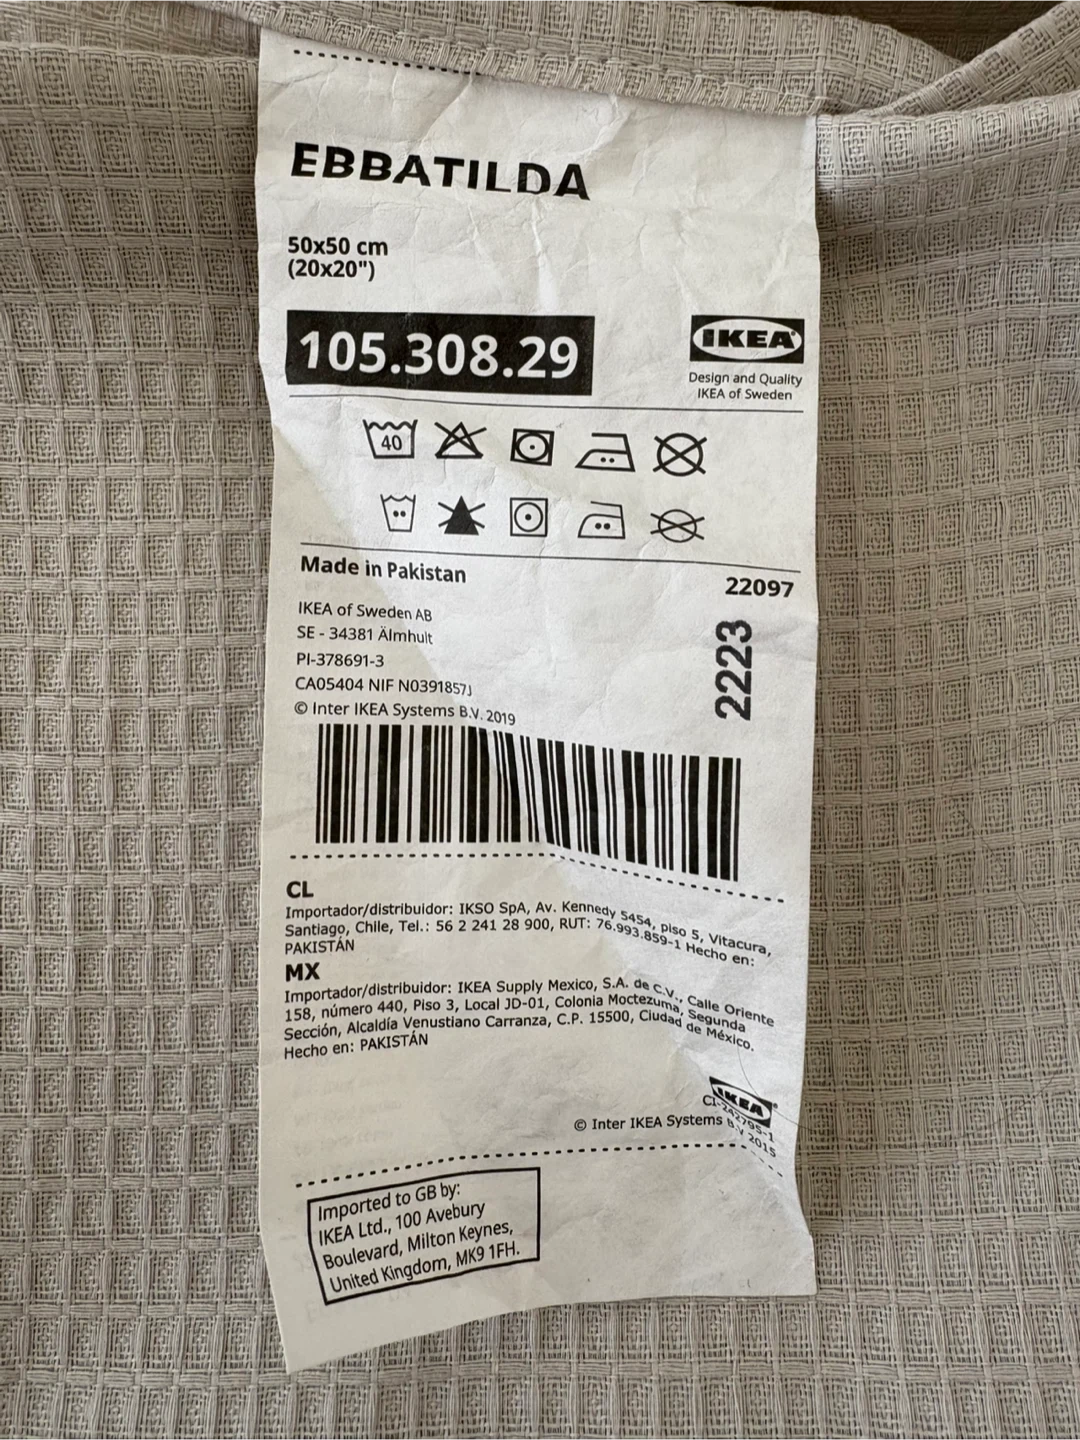 EBBATILDA
50x50 cm
(20x20")
105.308.29
IKEA
Design and Quality
IKEA of Sweden
40
Made in Pakistan
22097
IKEA of Sweden AB
SE - 34381 Älmhult
PI-378691-3
CA05404 NIF N0391857J
© Inter IKEA Systems B.V. 2019
2223
CL
Importador/distribuidor: IKSO SpA, Av. Kennedy 5454, piso 5, Vitacura,
Santiago, Chile, Tel.: 56 2 241 28 900, RUT: 76.993.859-1 Hecho en:
PAKISTÁN
MX
Importador/distribuidor: IKEA Supply Mexico, S.A. de C.V., Calle Oriente
158, número 440, Piso 3, Local JD-01, Colonia Moctezuma, Segunda
Sección, Alcaldía Venustiano Carranza, C.P. 15500, Ciudad de México.
Hecho en: PAKISTÁN
IKEA
CI-242795-1
© Inter IKEA Systems B.V 2015
Imported to GB by:
IKEA Ltd., 100 Avebury
Boulevard, Milton Keynes,
United Kingdom, MK9 1FH.